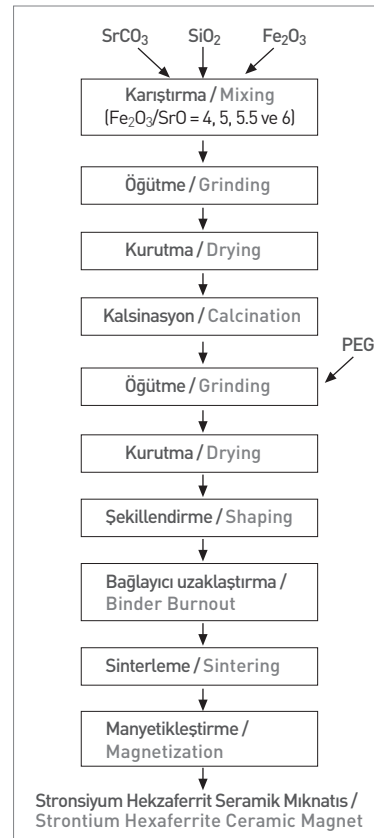 SrCO₃ SiO₂ Fe₂O₃
Karıştırma / Mixing
(Fe₂O₃/SrO = 4, 5, 5.5 ve 6)
Öğütme / Grinding
Kurutma / Drying
Kalsinasyon / Calcination
PEG
Öğütme / Grinding
Kurutma / Drying
Şekillendirme / Shaping
Bağlayıcı uzaklaştırma /
Binder Burnout
Sinterleme / Sintering
Manyetikleştirme /
Magnetization
Stronsiyum Hekzaferrit Seramik Mıknatıs /
Strontium Hexaferrite Ceramic Magnet